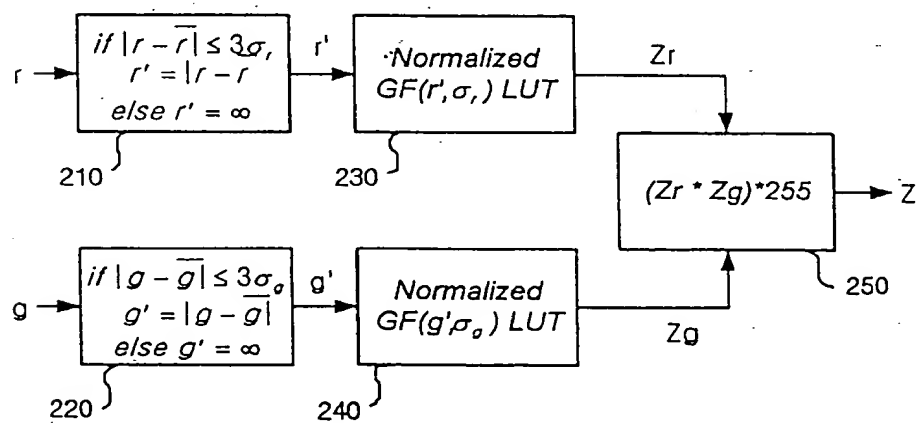 r
if |r - r̅| ≤ 3σr
r' = |r - r
else r' = ∞
210
r'
Normalized
GF(r',σr) LUT
230
Zr
(Zr * Zg)*255
250
Z
g
if |g - g̅| ≤ 3σg
g' = |g - g̅|
else g' = ∞
220
g'
Normalized
GF(g',σg) LUT
240
Zg